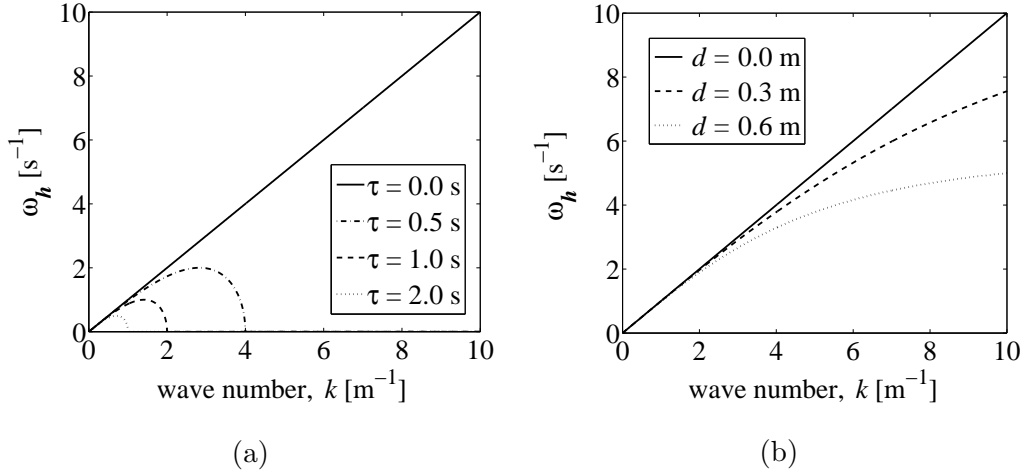 10
8
6
4
2
0
ω_h [s⁻¹]
τ = 0.0 s
τ = 0.5 s
τ = 1.0 s
τ = 2.0 s
0 2 4 6 8 10
wave number, k [m⁻¹]
(a)
10
8
6
4
2
0
ω_h [s⁻¹]
d = 0.0 m
d = 0.3 m
d = 0.6 m
0 2 4 6 8 10
wave number, k [m⁻¹]
(b)